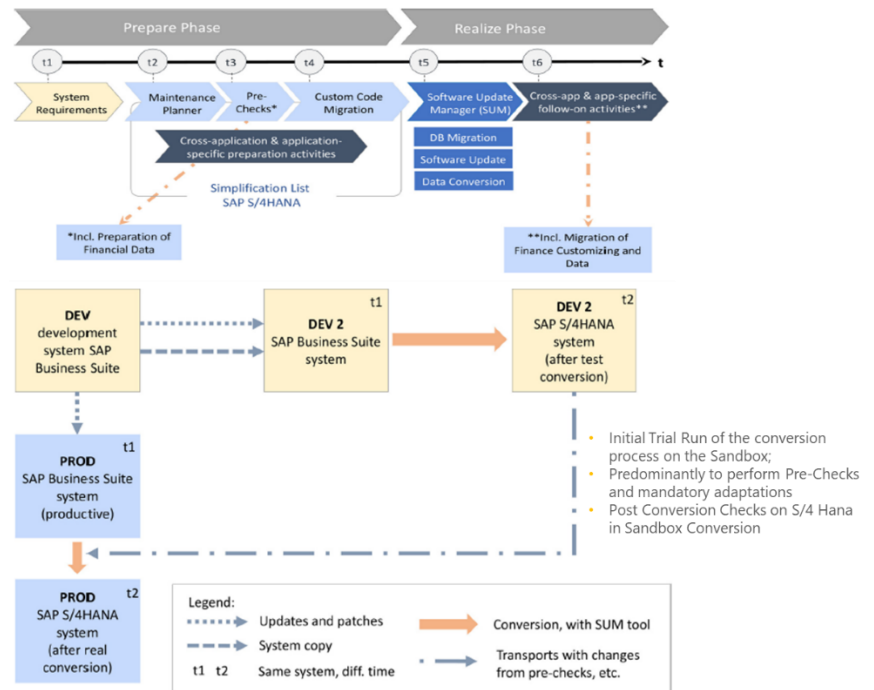 Prepare Phase
Realize Phase
t1
t2
t3
t4
t5
t6
t
System
Requirements
Maintenance
Planner
Pre-
Checks*
Custom Code
Migration
Software Update
Manager (SUM)
Cross-app & app-specific
follow-on activities**
Cross-application & application-
specific preparation activities
DB Migration
Software Update
Data Conversion
Simplification List
SAP S/4HANA
*Incl. Preparation of
Financial Data
**Incl. Migration of
Finance Customizing and
Data
DEV
development
system SAP
Business Suite
t1
DEV 2
SAP Business Suite
system
t2
DEV 2
SAP S/4HANA
system
(after test
conversion)
t1
PROD
SAP Business Suite
system
(productive)
• Initial Trial Run of the conversion
process on the Sandbox;
• Predominantly to perform Pre-Checks
and mandatory adaptations
• Post Conversion Checks on S/4 Hana
in Sandbox Conversion
t2
PROD
SAP S/4HANA
system
(after real
conversion)
Legend:
Updates and patches
System copy
t1 t2 Same system, diff. time
Conversion, with SUM tool
Transports with changes
from pre-checks, etc.